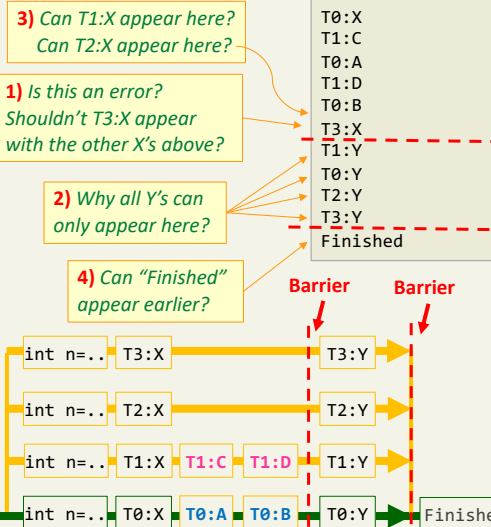 3) Can T1:X appear here?
Can T2:X appear here?
1) Is this an error?
Shouldn't T3:X appear
with the other X's above?
2) Why all Y's can
only appear here?
4) Can "Finished"
appear earlier?
T0:X
T1:C
T0:A
T1:D
T0:B
T3:X
T1:Y
T0:Y
T2:Y
T3:Y
Finished
Barrier Barrier
int n=.. T3:X T3:Y
int n=.. T2:X T2:Y
int n=.. T1:X T1:C T1:D T1:Y
int n=.. T0:X T0:A T0:B T0:Y Finishe